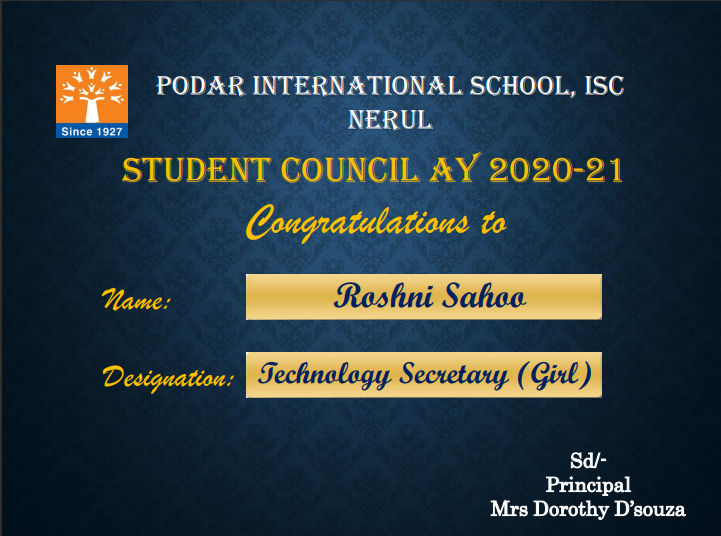 Since 1927
PODAR INTERNATIONAL SCHOOL, ISC
NERUL
STUDENT COUNCIL AY 2020-21
Congratulations to
Name: Roshni Sahoo
Designation: Technology Secretary (Girl)
Sd/-
Principal
Mrs Dorothy D'souza